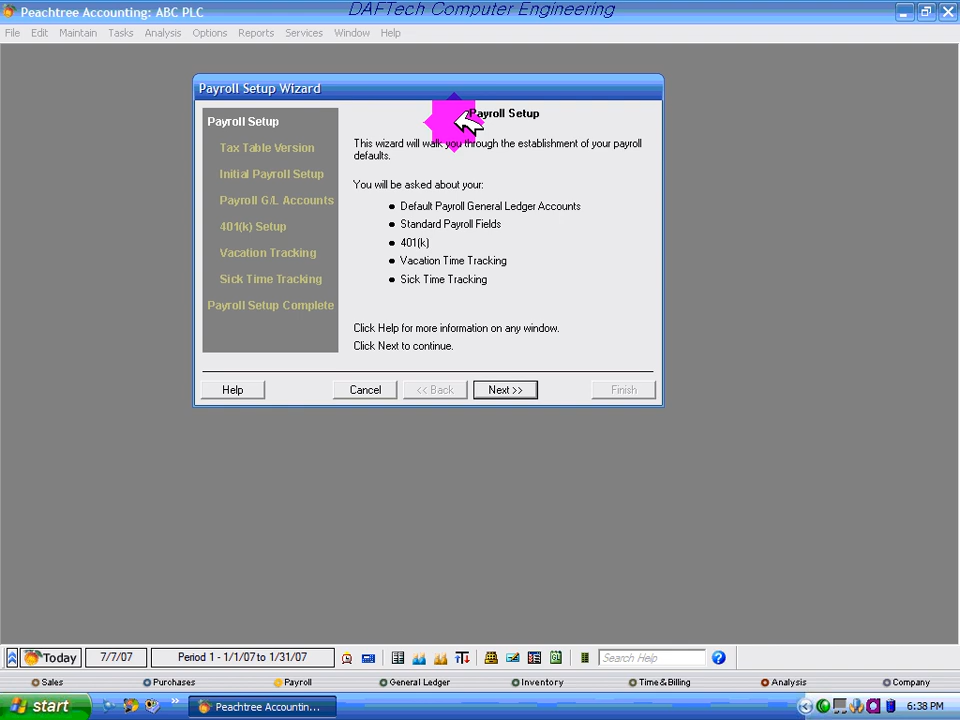 Peachtree Accounting: ABC PLC
DAFTech Computer Engineering
File Edit Maintain Tasks Analysis Options Reports Services Window Help
Payroll Setup Wizard
Payroll Setup
Tax Table Version
Initial Payroll Setup
Payroll G/L Accounts
401(k) Setup
Vacation Tracking
Sick Time Tracking
Payroll Setup Complete
Payroll Setup
This wizard will walk you through the establishment of your payroll
defaults.
You will be asked about your:
● Default Payroll General Ledger Accounts
● Standard Payroll Fields
● 401(k)
● Vacation Time Tracking
● Sick Time Tracking
Click Help for more information on any window.
Click Next to continue.
Help Cancel << Back Next >> Finish
Today 7/7/07 Period 1 - 1/1/07 to 1/31/07 Search Help
Sales Purchases Payroll General Ledger Inventory Time & Billing Analysis Company
start Peachtree Accountin... 6:38 PM